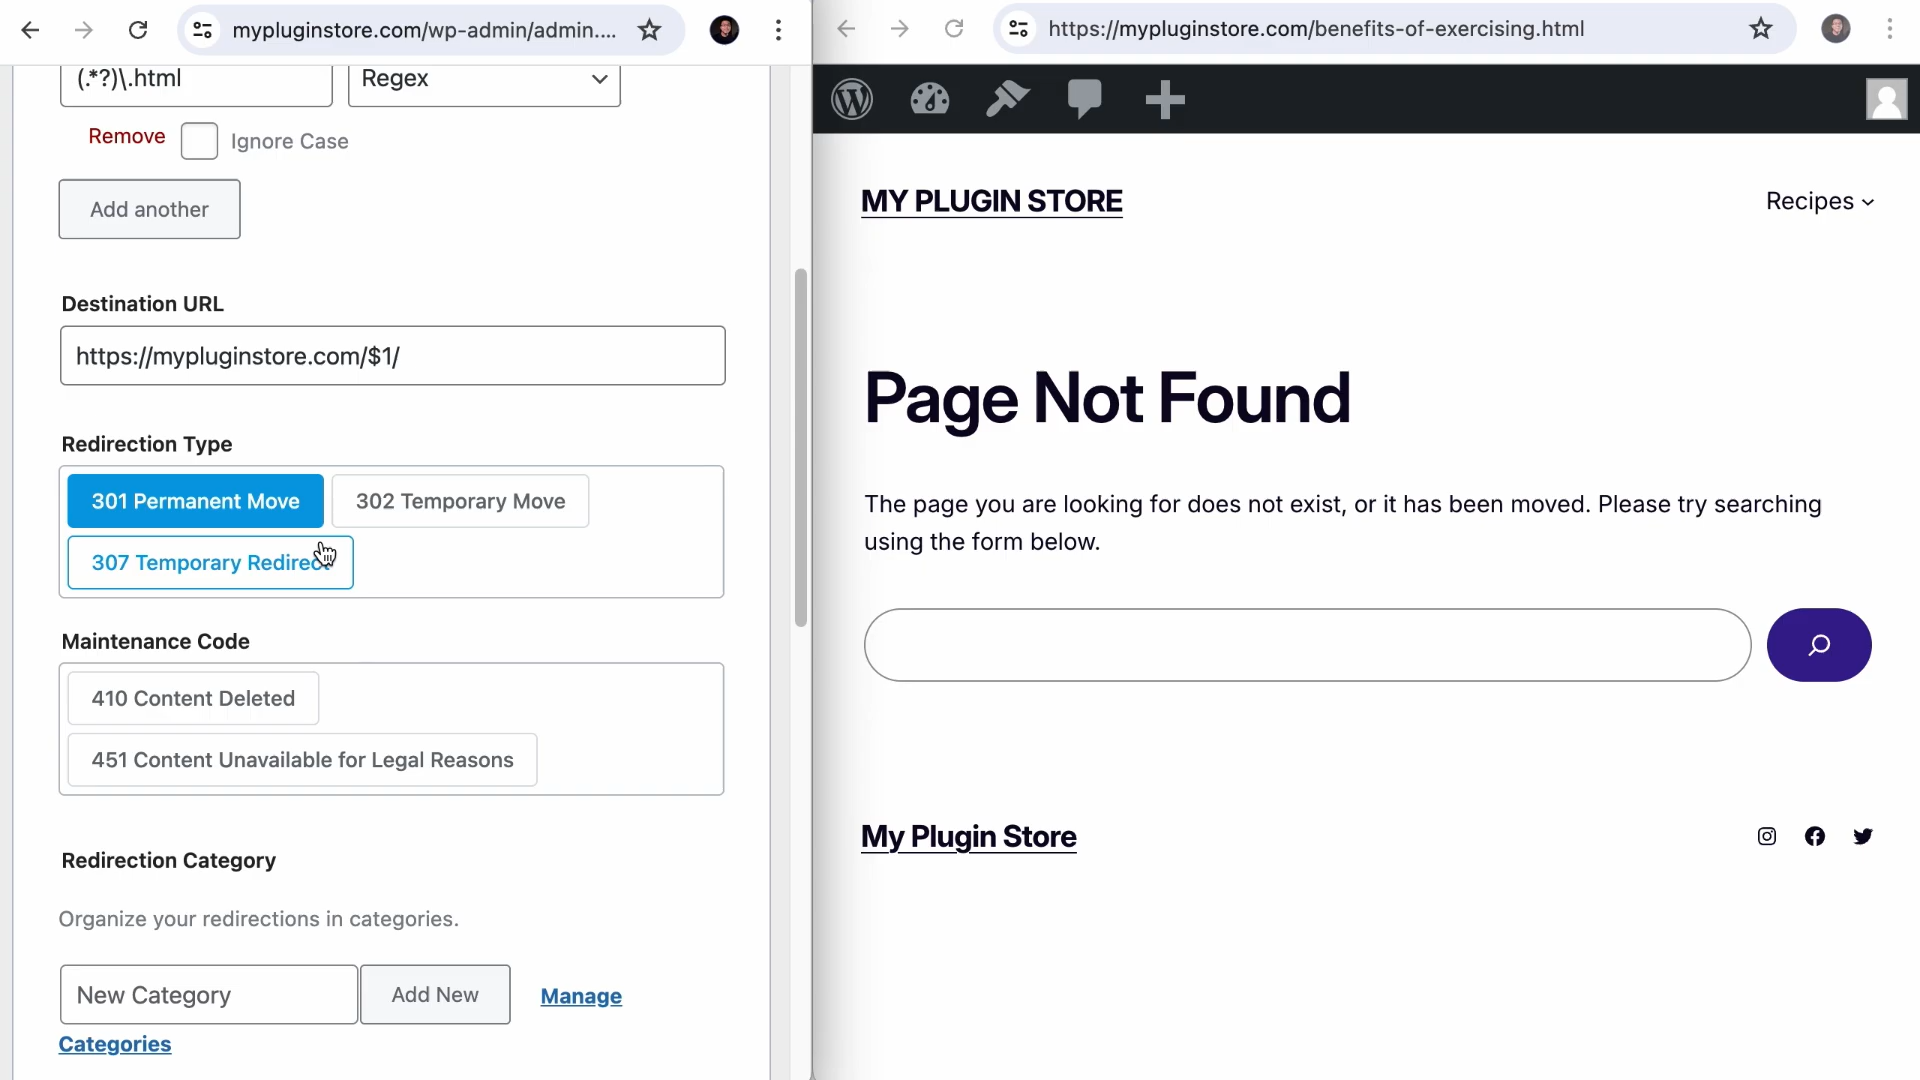 mypluginstore.com/wp-admin/admin....
(.*?)\.html
Regex
Remove
Ignore Case
Add another
Destination URL
https://mypluginstore.com/$1/
Redirection Type
301 Permanent Move
302 Temporary Move
307 Temporary Redirect
Maintenance Code
410 Content Deleted
451 Content Unavailable for Legal Reasons
Redirection Category
Organize your redirections in categories.
New Category
Add New
Manage
Categories
https://mypluginstore.com/benefits-of-exercising.html
MY PLUGIN STORE
Recipes
Page Not Found
The page you are looking for does not exist, or it has been moved. Please try searching
using the form below.
My Plugin Store